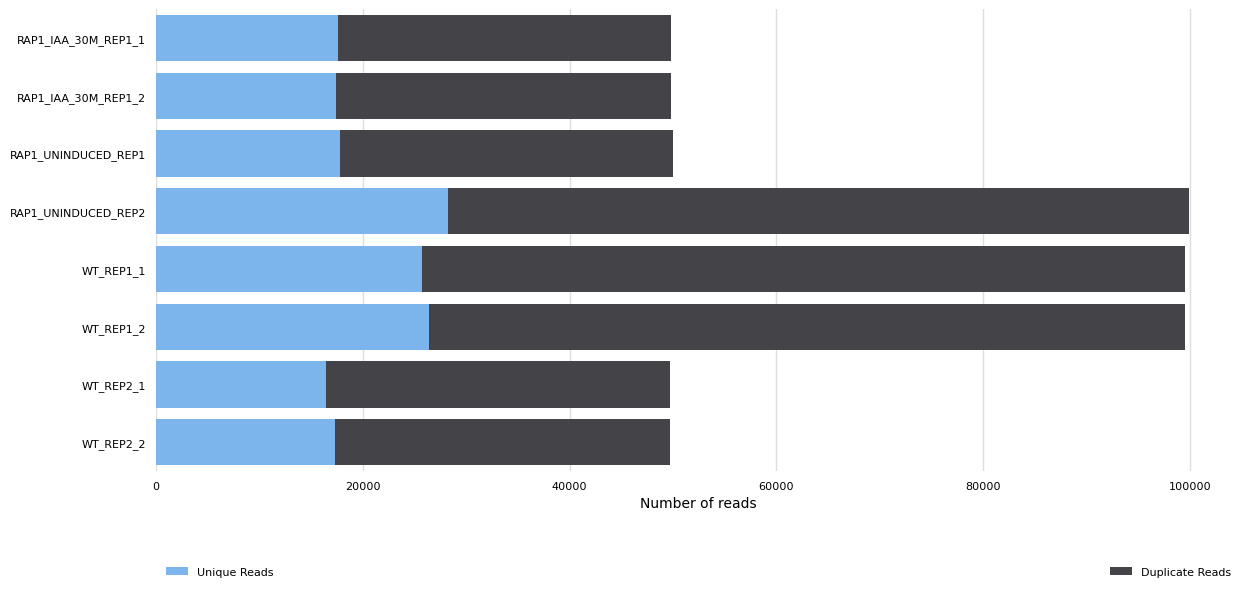 RAP1_IAA_30M_REP1_1
RAP1_IAA_30M_REP1_2
RAP1_UNINDUCED_REP1
RAP1_UNINDUCED_REP2
WT_REP1_1
WT_REP1_2
WT_REP2_1
WT_REP2_2
0 20000 40000 60000 80000 100000
Number of reads
Unique Reads Duplicate Reads